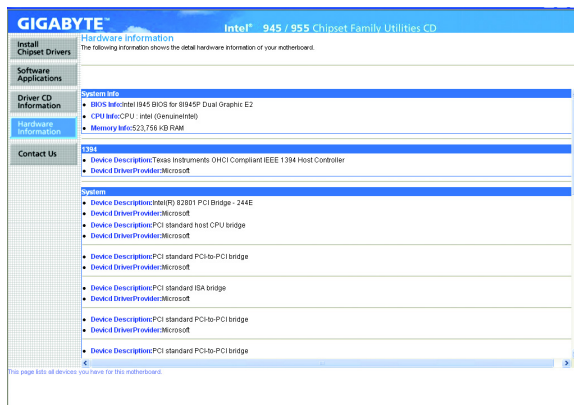 GIGABYTE™
Intel® 945 / 955 Chipset Family Utilities CD
Install
Chipset Drivers
Software
Applications
Driver CD
Information
Hardware
Information
Contact Us
Hardware Information
The following information shows the detail hardware information of your motherboard.
System Info
• BIOS Info:Intel I945 BIOS for 8I945P Dual Graphic E2
• CPU Info:CPU : intel (GenuineIntel)
• Memory Info:523,756 KB RAM
1394
• Device Description:Texas Instruments OHCI Compliant IEEE 1394 Host Controller
• Devicd DriverProvider:Microsoft
System
• Device Description:Intel(R) 82801 PCI Bridge - 244E
• Devicd DriverProvider:Microsoft
• Device Description:PCI standard host CPU bridge
• Devicd DriverProvider:Microsoft
• Device Description:PCI standard PCI-to-PCI bridge
• Devicd DriverProvider:Microsoft
• Device Description:PCI standard ISA bridge
• Devicd DriverProvider:Microsoft
• Device Description:PCI standard PCI-to-PCI bridge
• Devicd DriverProvider:Microsoft
• Device Description:PCI standard PCI-to-PCI bridge
This page lists all devices you have for this motherboard.